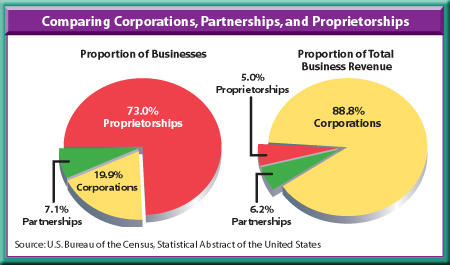 Comparing Corporations, Partnerships, and Proprietorships
Proportion of Businesses
73.0%
Proprietorships
19.9%
Corporations
7.1%
Partnerships
Proportion of Total
Business Revenue
5.0%
Proprietorships
88.8%
Corporations
6.2%
Partnerships
Source: U.S. Bureau of the Census, Statistical Abstract of the United States